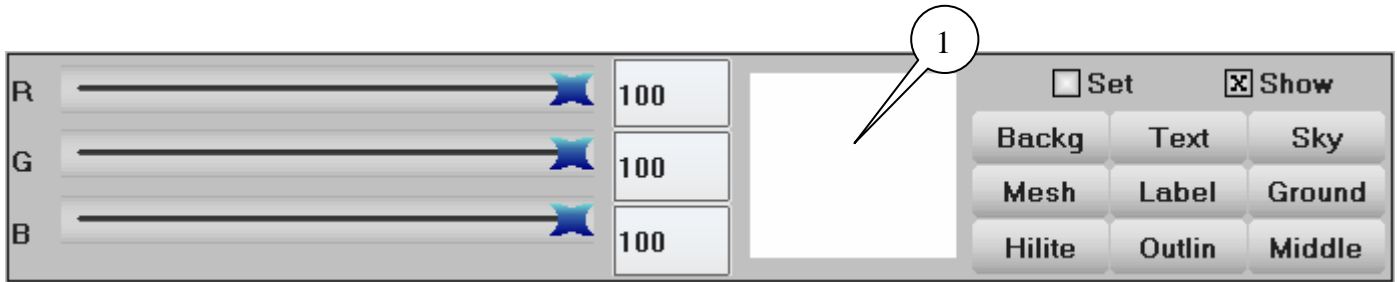 1
R 100 Set X Show
G 100 Backg Text Sky
Mesh Label Ground
B 100 Hilite Outlin Middle